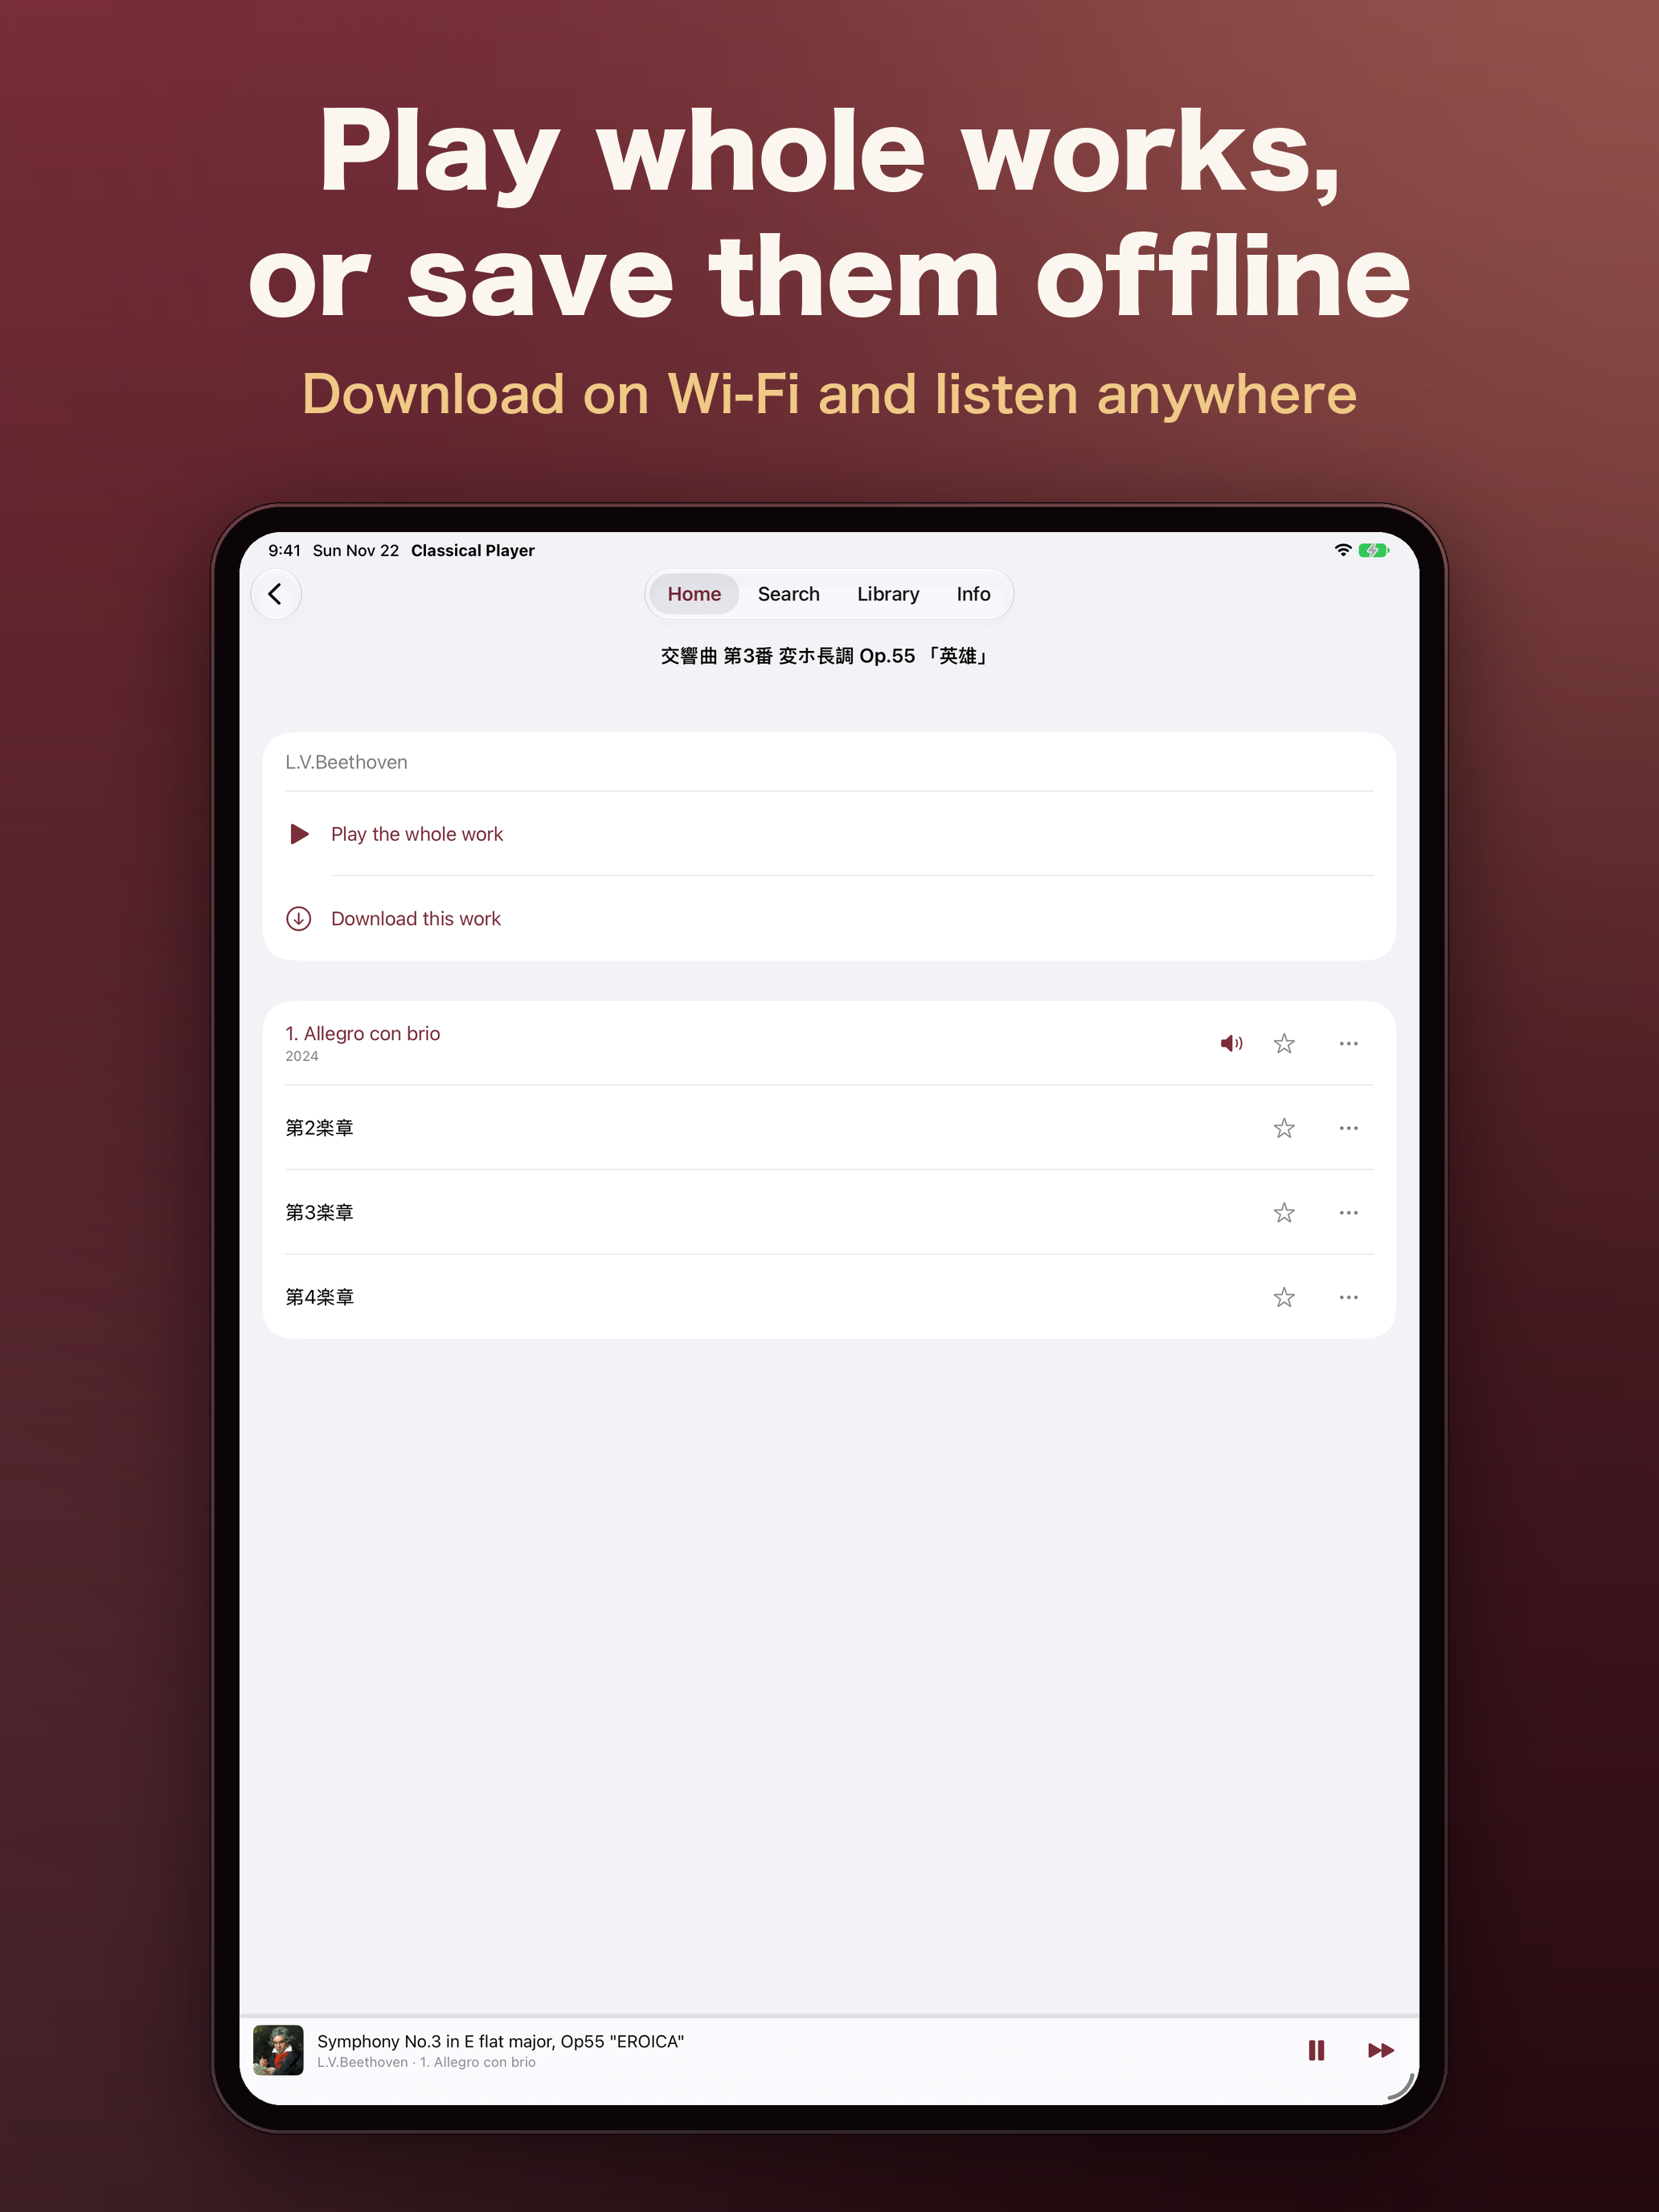 Play whole works,
or save them offline
Download on Wi-Fi and listen anywhere
9:41 Sun Nov 22 Classical Player
Home Search Library Info
交響曲 第3番 変ホ長調 Op.55 「英雄」
L.V.Beethoven
Play the whole work
Download this work
1. Allegro con brio
2024
第2楽章
第3楽章
第4楽章
Symphony No.3 in E flat major, Op55 "EROICA"
L.V.Beethoven · 1. Allegro con brio